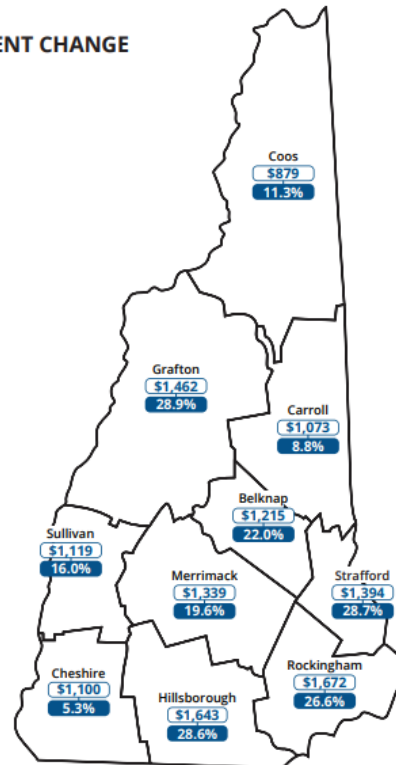 ENT CHANGE
Coos
$879
11.3%
Grafton
$1,462
28.9%
Carroll
$1,073
8.8%
Belknap
$1,215
22.0%
Sullivan
$1,119
16.0%
Merrimack
$1,339
19.6%
Strafford
$1,394
28.7%
Rockingham
$1,672
26.6%
Cheshire
$1,100
5.3%
Hillsborough
$1,643
28.6%